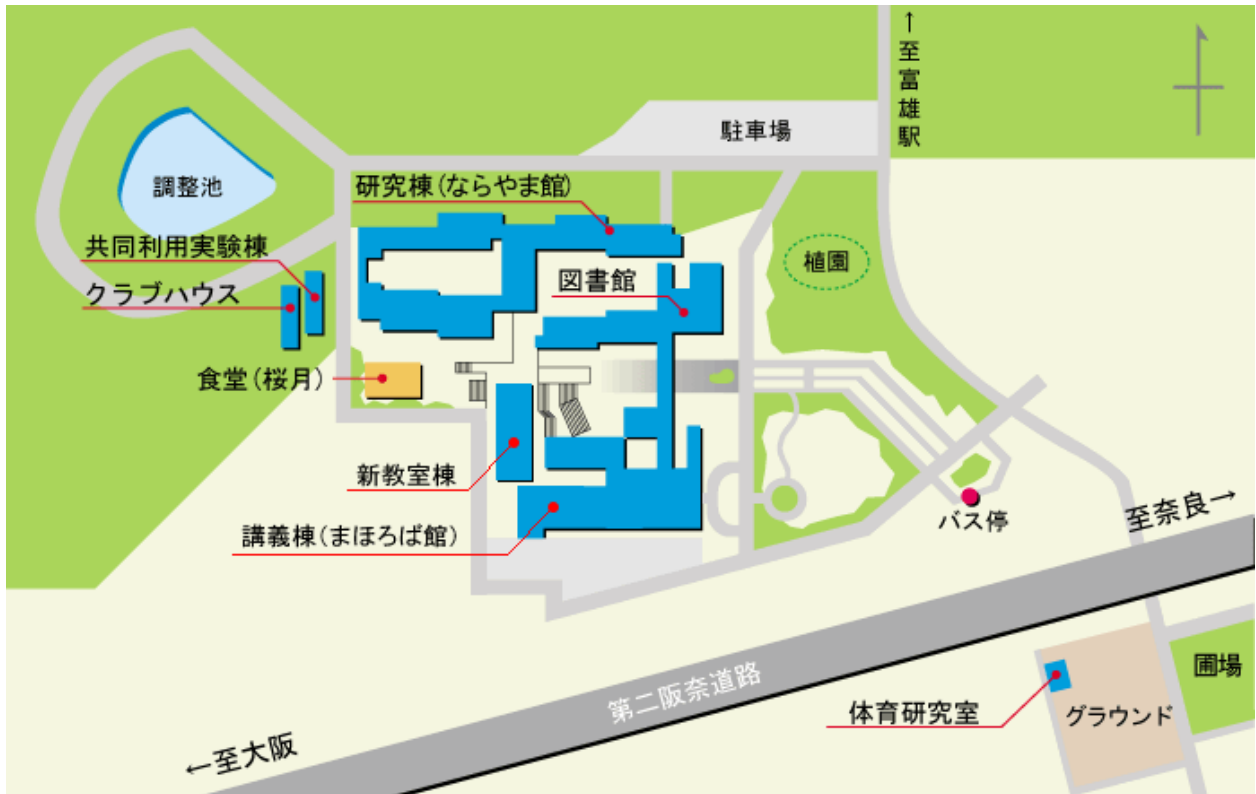 ↑至富雄駅
駐車場
調整池
研究棟(ならやま館)
共同利用実験棟
植園
図書館
クラブハウス
食堂(桜月)
新教室棟
バス停
至奈良→
講義棟(まほろば館)
圃場
第二阪奈道路
体育研究室
グラウンド
←至大阪